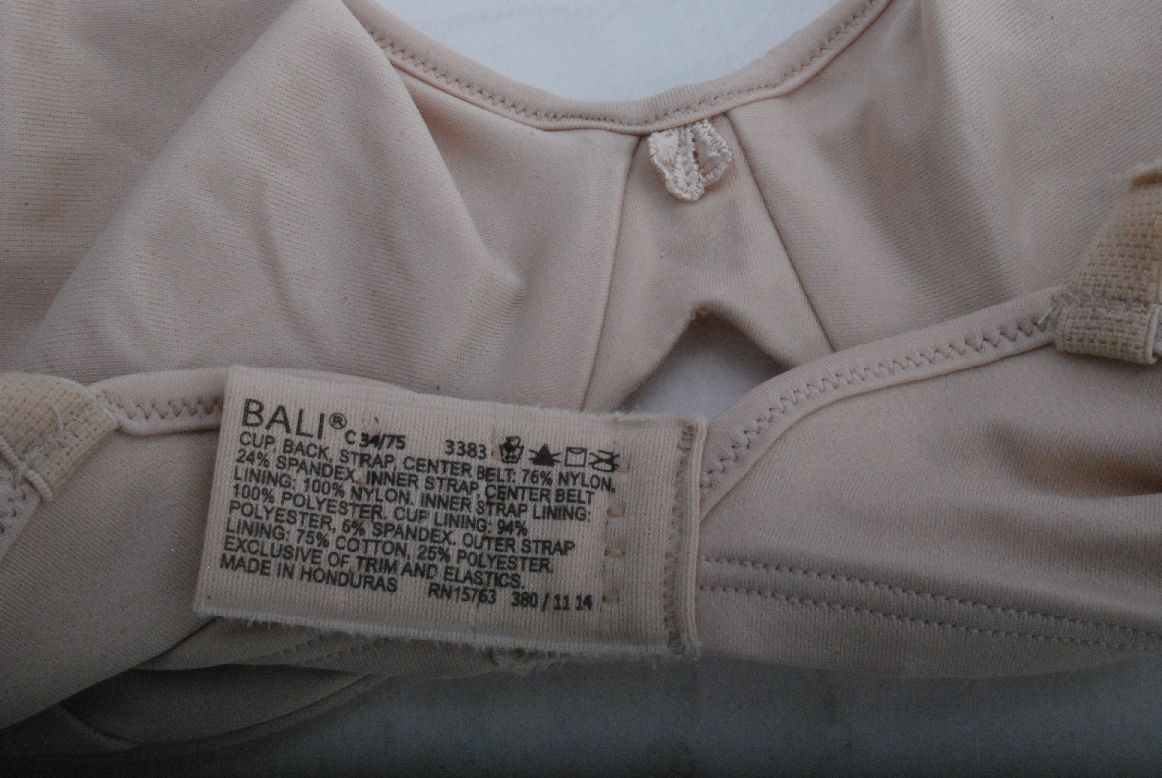 BALI® C 34/75 3383
CUP, BACK, STRAP, CENTER BELT: 76% NYLON,
24% SPANDEX, INNER STRAP CENTER BELT
LINING: 100% NYLON. INNER STRAP LINING:
100% POLYESTER. CUP LINING: 94%
POLYESTER, 6% SPANDEX. OUTER STRAP
LINING: 75% COTTON, 25% POLYESTER.
EXCLUSIVE OF TRIM AND ELASTICS.
MADE IN HONDURAS RN15763 380 / 11 14